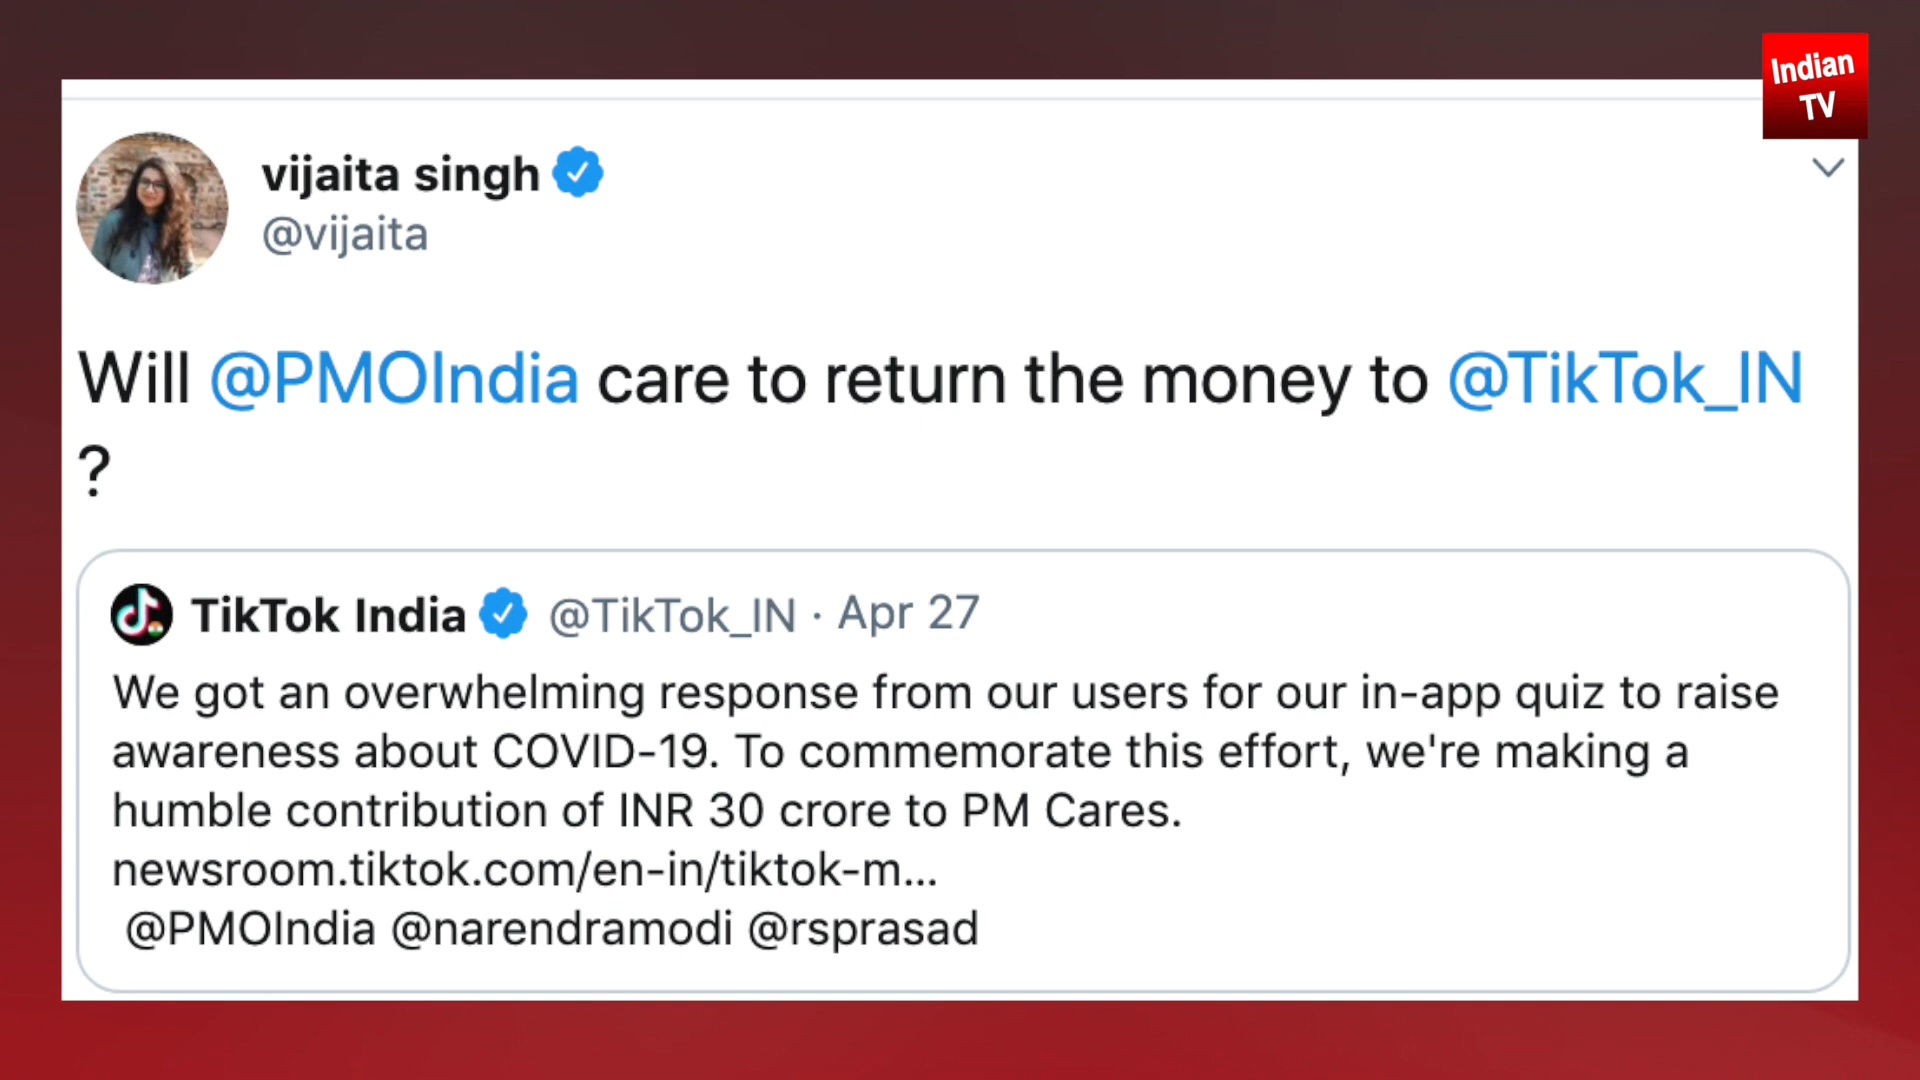 Indian
TV
vijaita singh
@vijaita
Will @PMOIndia care to return the money to @TikTok_IN
?
TikTok India @TikTok_IN · Apr 27
We got an overwhelming response from our users for our in-app quiz to raise
awareness about COVID-19. To commemorate this effort, we're making a
humble contribution of INR 30 crore to PM Cares.
newsroom.tiktok.com/en-in/tiktok-m...
@PMOIndia @narendramodi @rsprasad